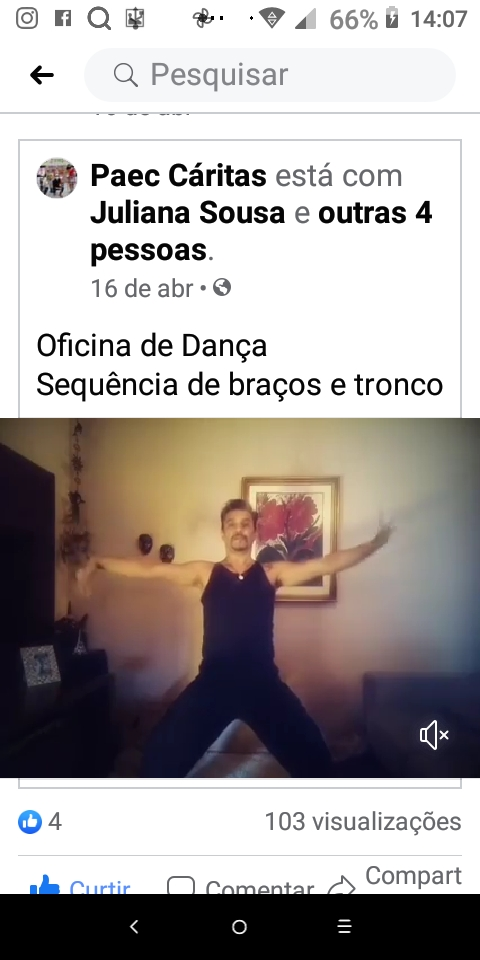 66% 14:07
Pesquisar
Paec Cáritas está com
Juliana Sousa e outras 4
pessoas.
16 de abr •
Oficina de Dança
Sequência de braços e tronco
4 103 visualizações
Curtir Comentar Compart